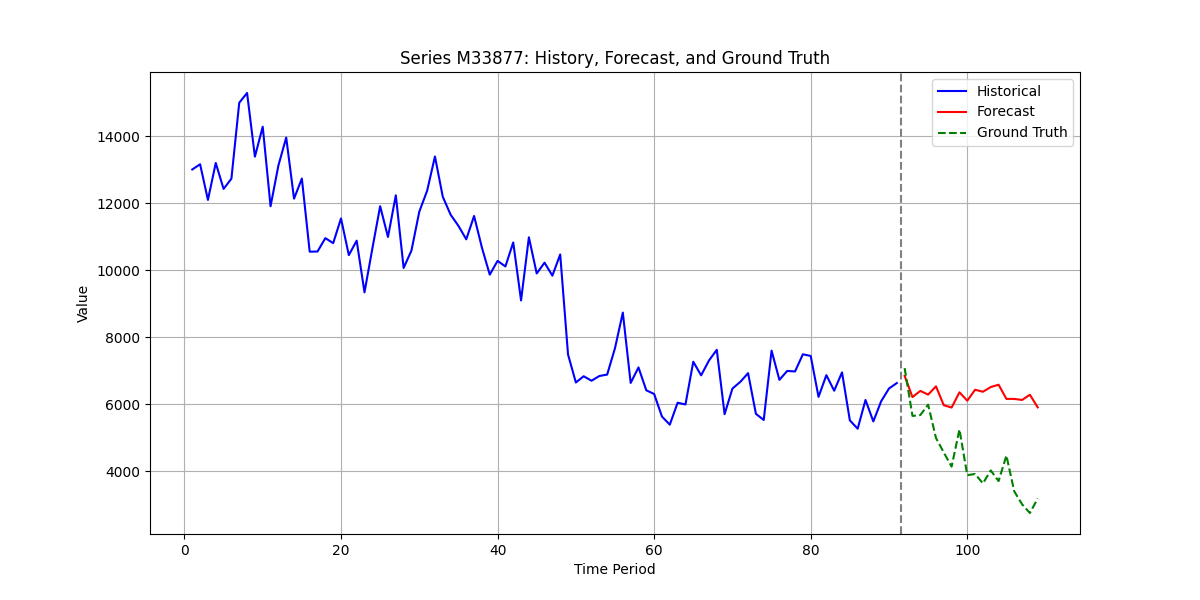 Series M33877: History, Forecast, and Ground Truth
Historical
Forecast
Ground Truth
14000
12000
10000
8000
6000
4000
Value
0 20 40 60 80 100
Time Period